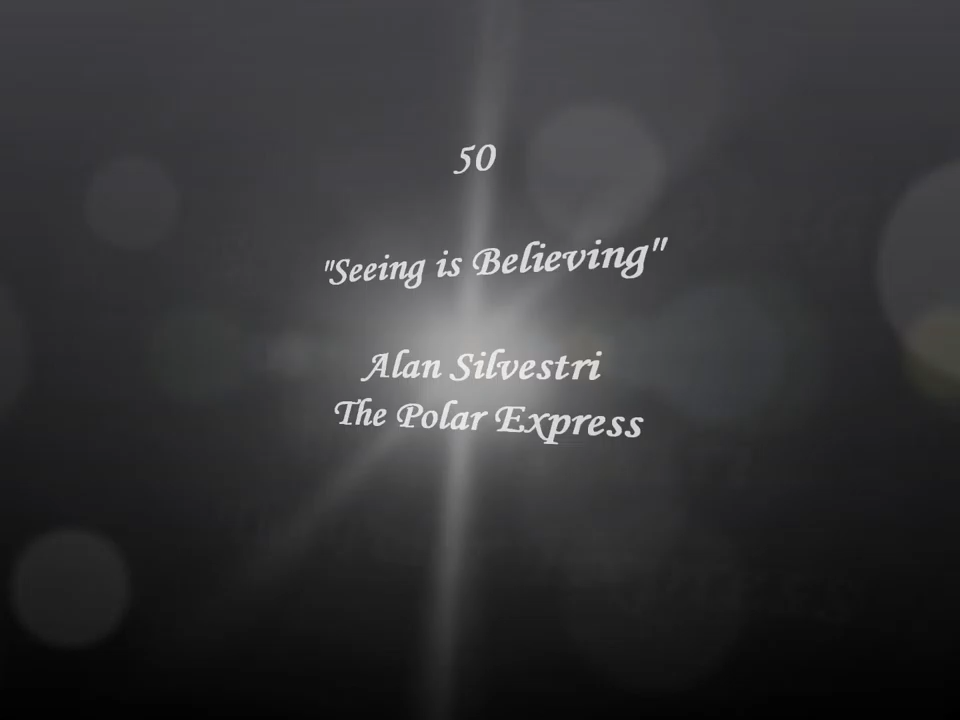 50
"Seeing is Believing"
Alan Silvestri
The Polar Express